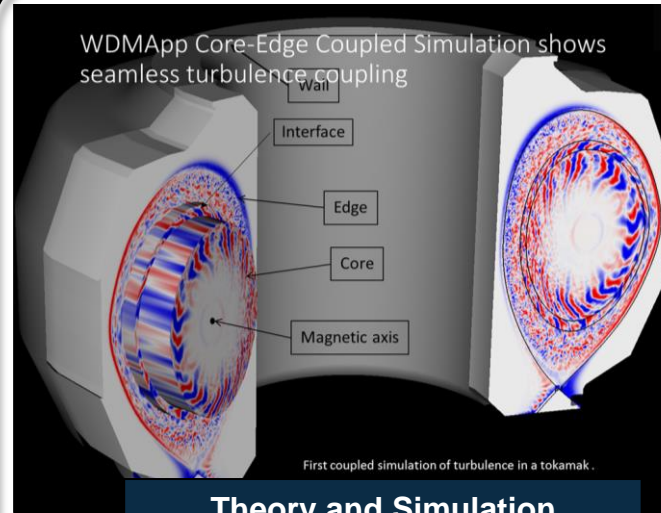 WDMApp Core-Edge Coupled Simulation shows
seamless turbulence coupling
Wall
Interface
Edge
Core
Magnetic axis
First coupled simulation of turbulence in a tokamak.
Theory and Simulation